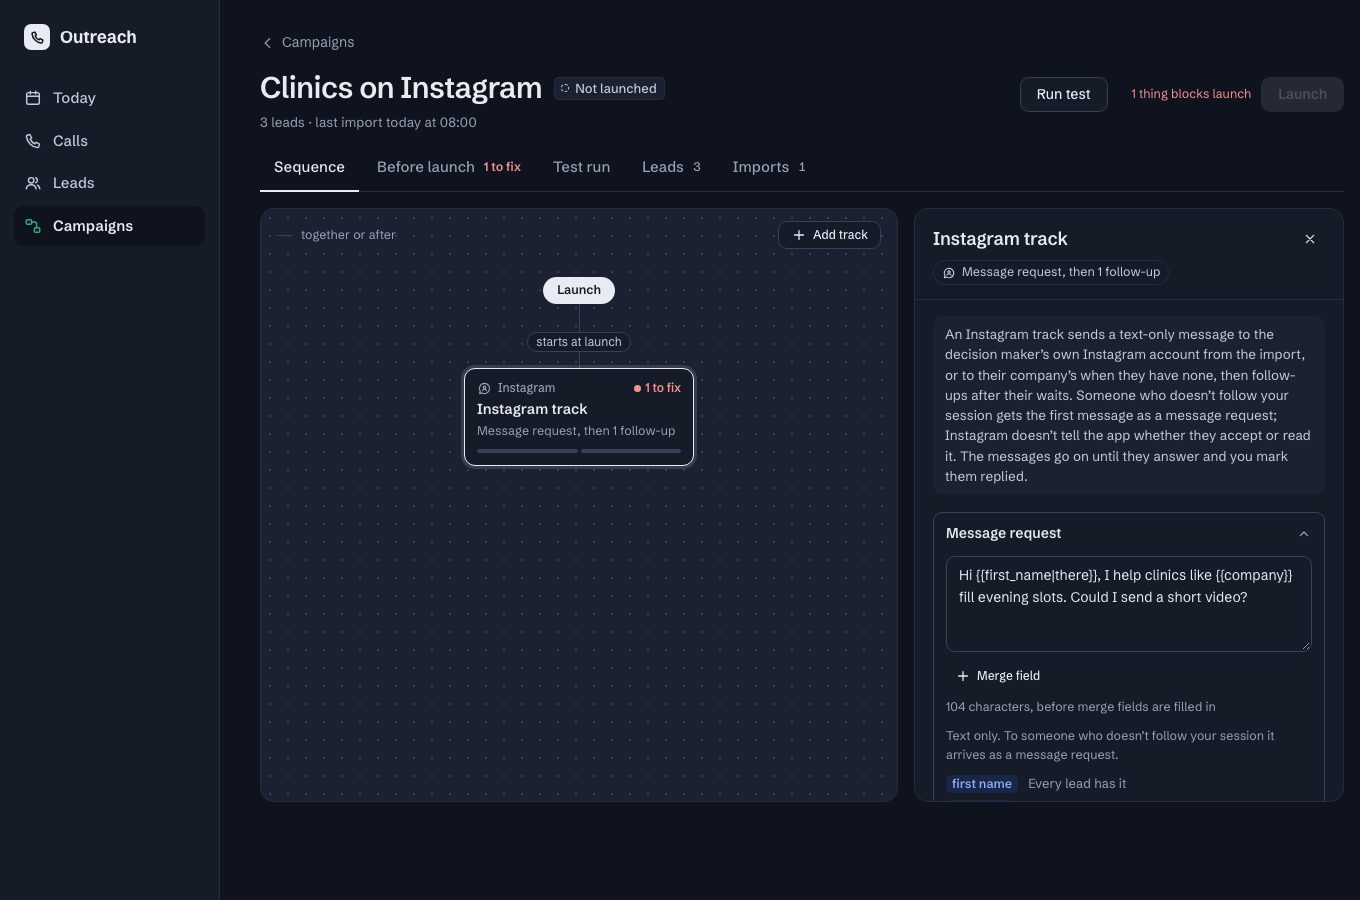 Outreach
Today
Calls
Leads
Campaigns
Campaigns
Clinics on Instagram
Not launched
3 leads · last import today at 08:00
Run test
1 thing blocks launch
Launch
Sequence
Before launch 1 to fix
Test run
Leads 3
Imports 1
together or after
Add track
Launch
starts at launch
Instagram
1 to fix
Instagram track
Message request, then 1 follow-up
Instagram track
Message request, then 1 follow-up
An Instagram track sends a text-only message to the
decision maker’s own Instagram account from the import,
or to their company’s when they have none, then follow-
ups after their waits. Someone who doesn’t follow your
session gets the first message as a message request;
Instagram doesn’t tell the app whether they accept or read
it. The messages go on until they answer and you mark
them replied.
Message request
Hi {{first_name|there}}, I help clinics like {{company}}
fill evening slots. Could I send a short video?
Merge field
104 characters, before merge fields are filled in
Text only. To someone who doesn’t follow your session it
arrives as a message request.
first name Every lead has it